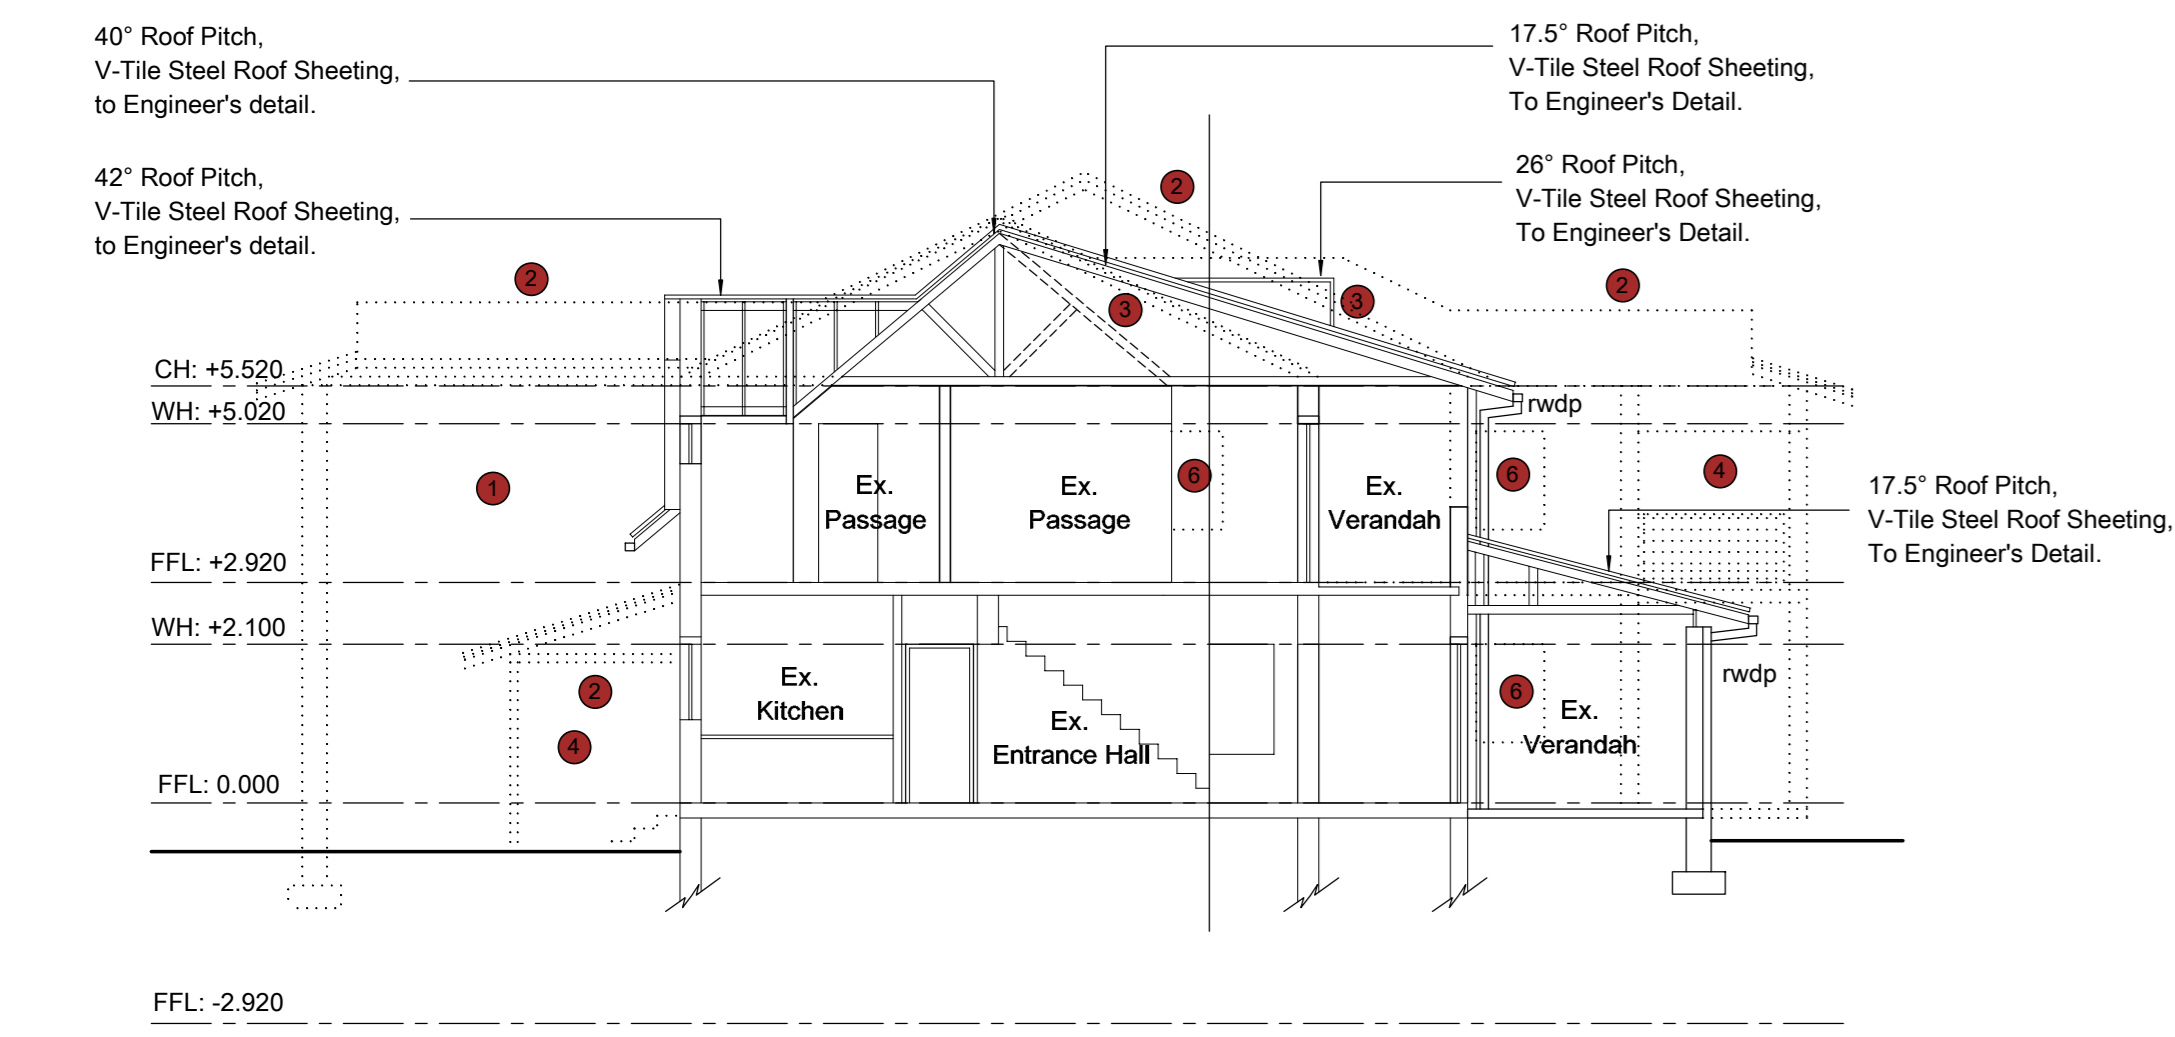 40° Roof Pitch,
V-Tile Steel Roof Sheeting,
to Engineer's detail.
17.5° Roof Pitch,
V-Tile Steel Roof Sheeting,
To Engineer's Detail.
42° Roof Pitch,
V-Tile Steel Roof Sheeting,
to Engineer's detail.
26° Roof Pitch,
V-Tile Steel Roof Sheeting,
To Engineer's Detail.
2
2
2
3
3
CH: +5.520
WH: +5.020
rwdp
1
Ex.
Passage
Ex.
Passage
6
Ex.
Verandah
6
4
17.5° Roof Pitch,
V-Tile Steel Roof Sheeting,
To Engineer's Detail.
FFL: +2.920
WH: +2.100
2
4
Ex.
Kitchen
Ex.
Entrance Hall
6
Ex.
Verandah
rwdp
FFL: 0.000
FFL: -2.920